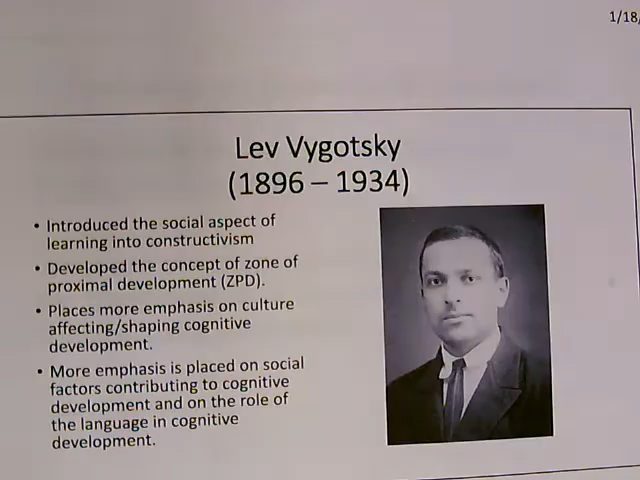 1/18/
Lev Vygotsky
(1896 – 1934)
• Introduced the social aspect of
learning into constructivism
• Developed the concept of zone of
proximal development (ZPD).
• Places more emphasis on culture
affecting/shaping cognitive
development.
• More emphasis is placed on social
factors contributing to cognitive
development and on the role of
the language in cognitive
development.